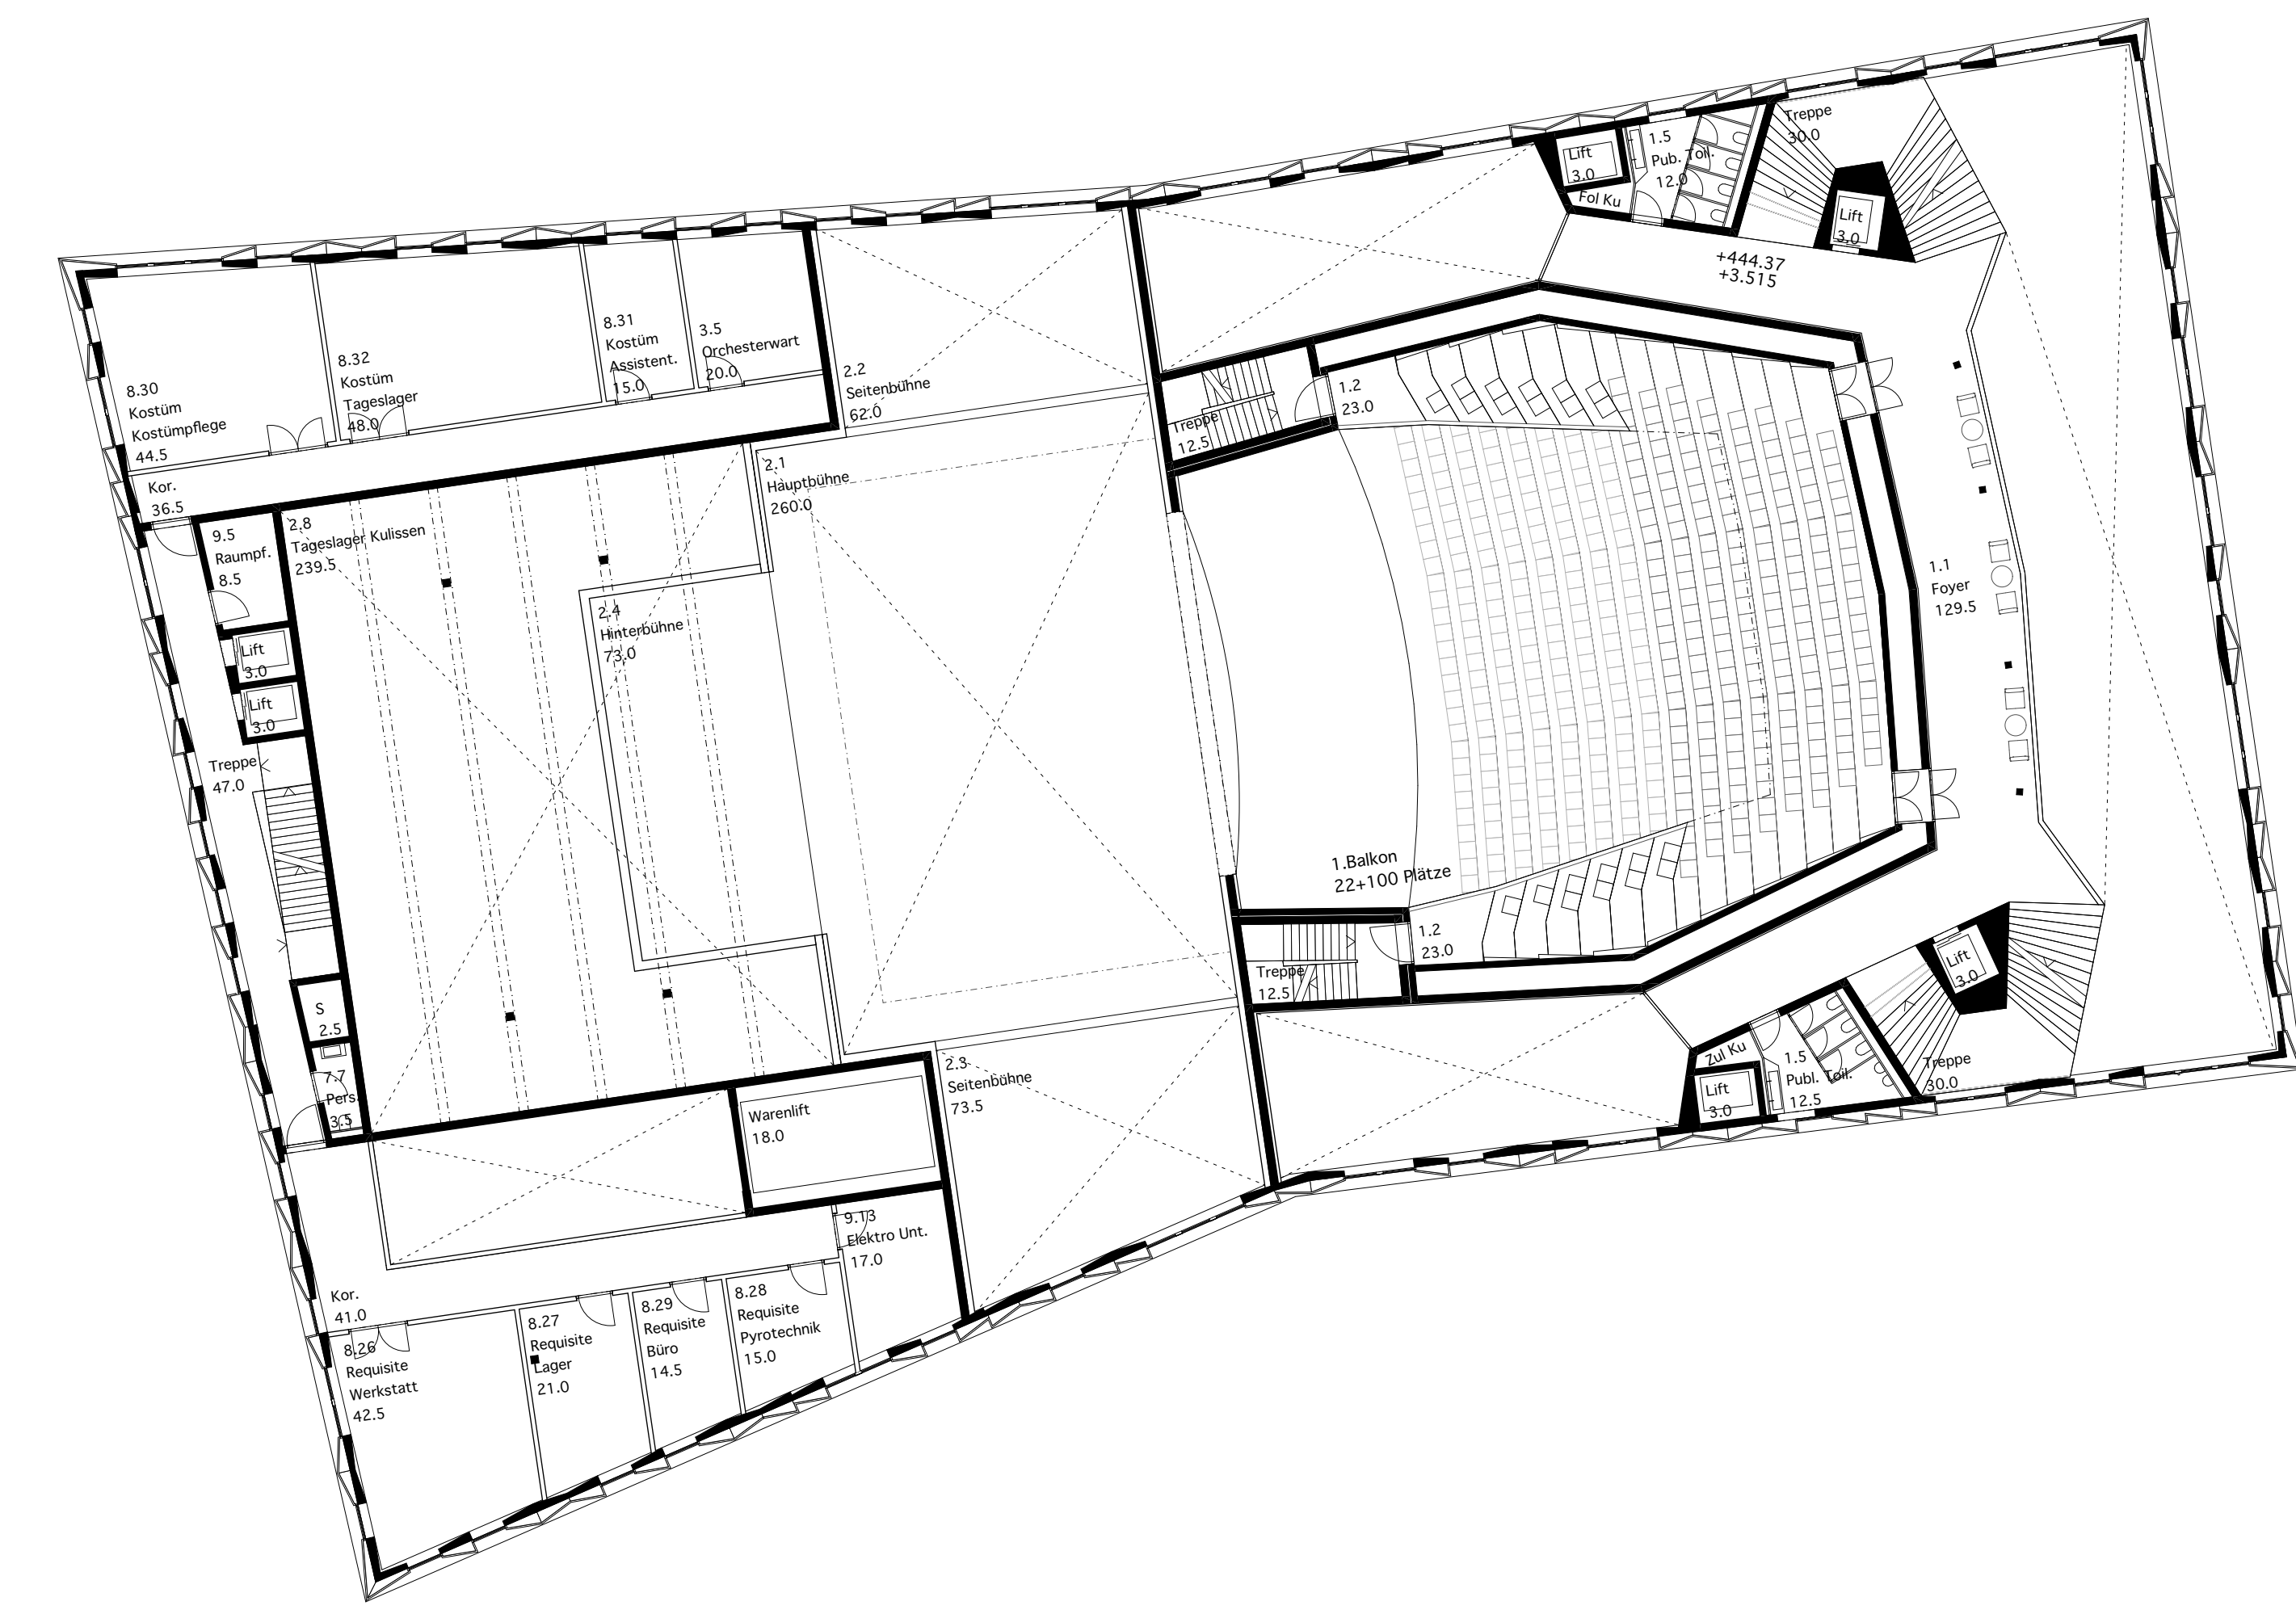 8.30
Kostüm
Kostümpflege
44.5
8.32
Kostüm
Tageslager
48.0
8.31
Kostüm
Assistent.
15.0
3.5
Orchesterwart
20.0
2.2
Seitenbühne
62.0
Lift
3.0
Fol Ku
1.5
Pub. Toil.
12.0
Treppe
30.0
Lift
3.0
+444.37
+3.515
Kor.
36.5
9.5
Raumpf.
8.5
2.8
Tageslager Kulissen
239.5
2.1
Hauptbühne
260.0
Treppe
12.5
1.2
23.0
2.4
Hinterbühne
73.0
1.1
Foyer
129.5
Lift
3.0
Lift
3.0
Treppe
47.0
1.Balkon
22+100 Plätze
1.2
23.0
Treppe
12.5
S
2.5
7.7
Pers.
3.5
2.3
Seitenbühne
73.5
Warenlift
18.0
Lift
3.0
Zul Ku
Lift
3.0
1.5
Publ. Toil.
12.5
Treppe
30.0
9.13
Elektro Unt.
17.0
Kor.
41.0
8.26
Requisite
Werkstatt
42.5
8.27
Requisite
Lager
21.0
8.29
Requisite
Büro
14.5
8.28
Requisite
Pyrotechnik
15.0